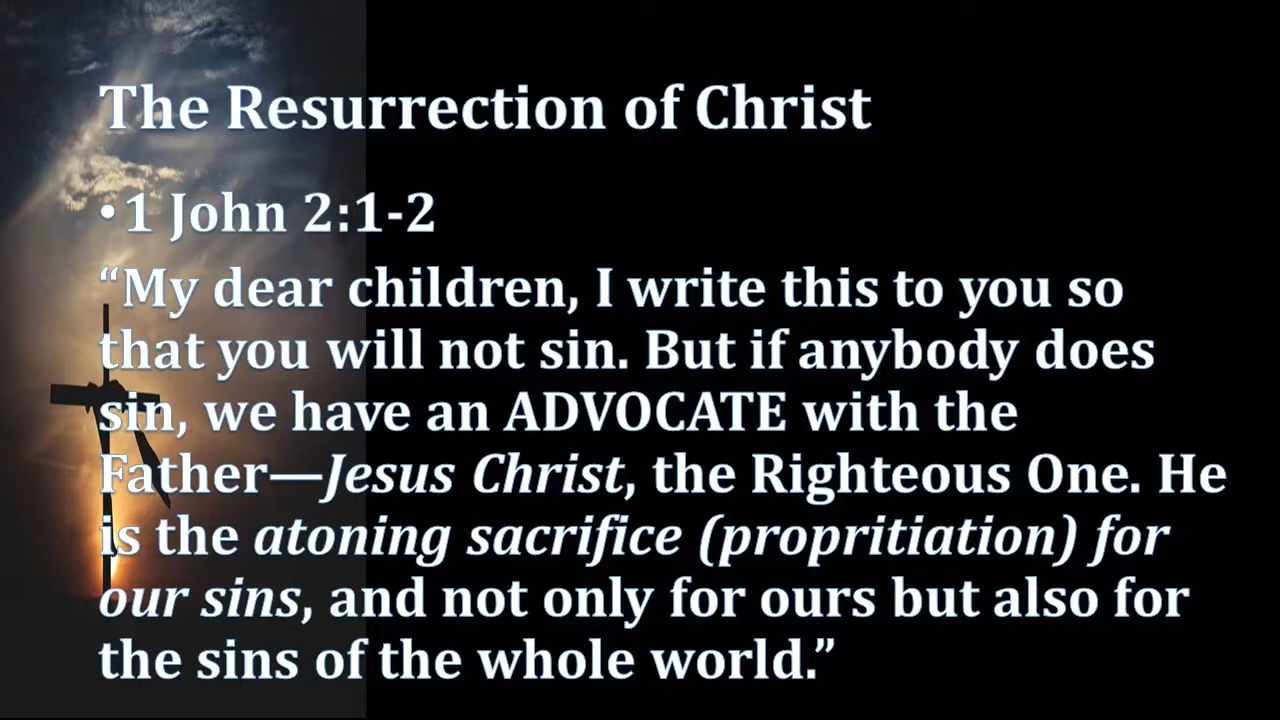 The Resurrection of Christ
•1 John 2:1-2
“My dear children, I write this to you so
that you will not sin. But if anybody does
sin, we have an ADVOCATE with the
Father—Jesus Christ, the Righteous One. He
is the atoning sacrifice (propritiation) for
our sins, and not only for ours but also for
the sins of the whole world.”